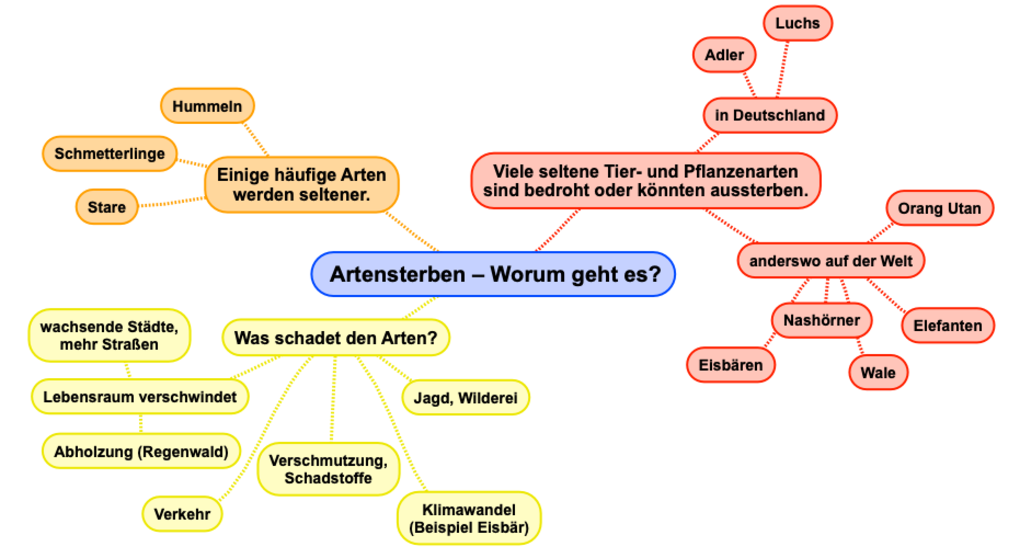 Luchs
Adler
in Deutschland
Hummeln
Schmetterlinge
Stare
Einige häufige Arten
werden seltener.
Viele seltene Tier- und Pflanzenarten
sind bedroht oder könnten aussterben.
Orang Utan
anderswo auf der Welt
Nashörner
Elefanten
Eisbären
Wale
Artensterben – Worum geht es?
Was schadet den Arten?
wachsende Städte,
mehr Straßen
Lebensraum verschwindet
Abholzung (Regenwald)
Jagd, Wilderei
Verschmutzung,
Schadstoffe
Verkehr
Klimawandel
(Beispiel Eisbär)